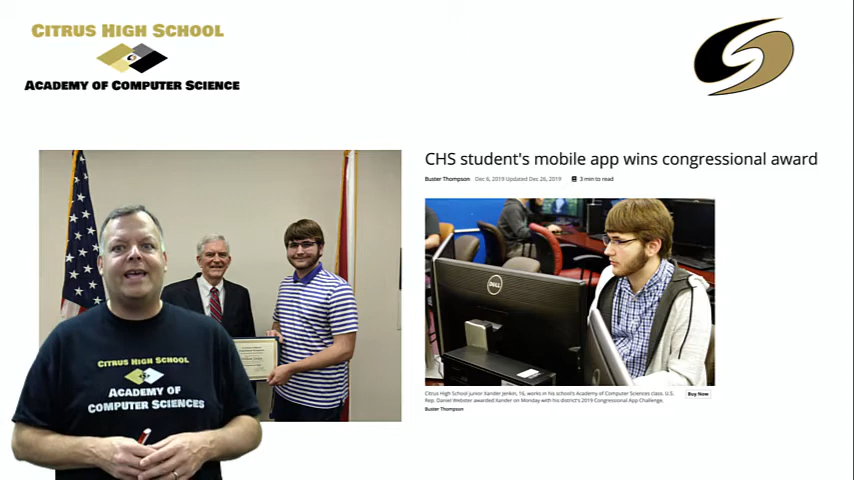 CITRUS HIGH SCHOOL
ACADEMY OF COMPUTER SCIENCE
CHS student's mobile app wins congressional award
Buster Thompson Dec 6, 2019 Updated Dec 26, 2019 3 min to read
DELL
CITRUS HIGH SCHOOL
ACADEMY OF
COMPUTER SCIENCES
Citrus High School junior Xander Jenkin, 16, works in his school's Academy of Computer Sciences class. U.S.
Rep. Daniel Webster awarded Xander on Monday with his district's 2019 Congressional App Challenge.
Buy Now
Buster Thompson